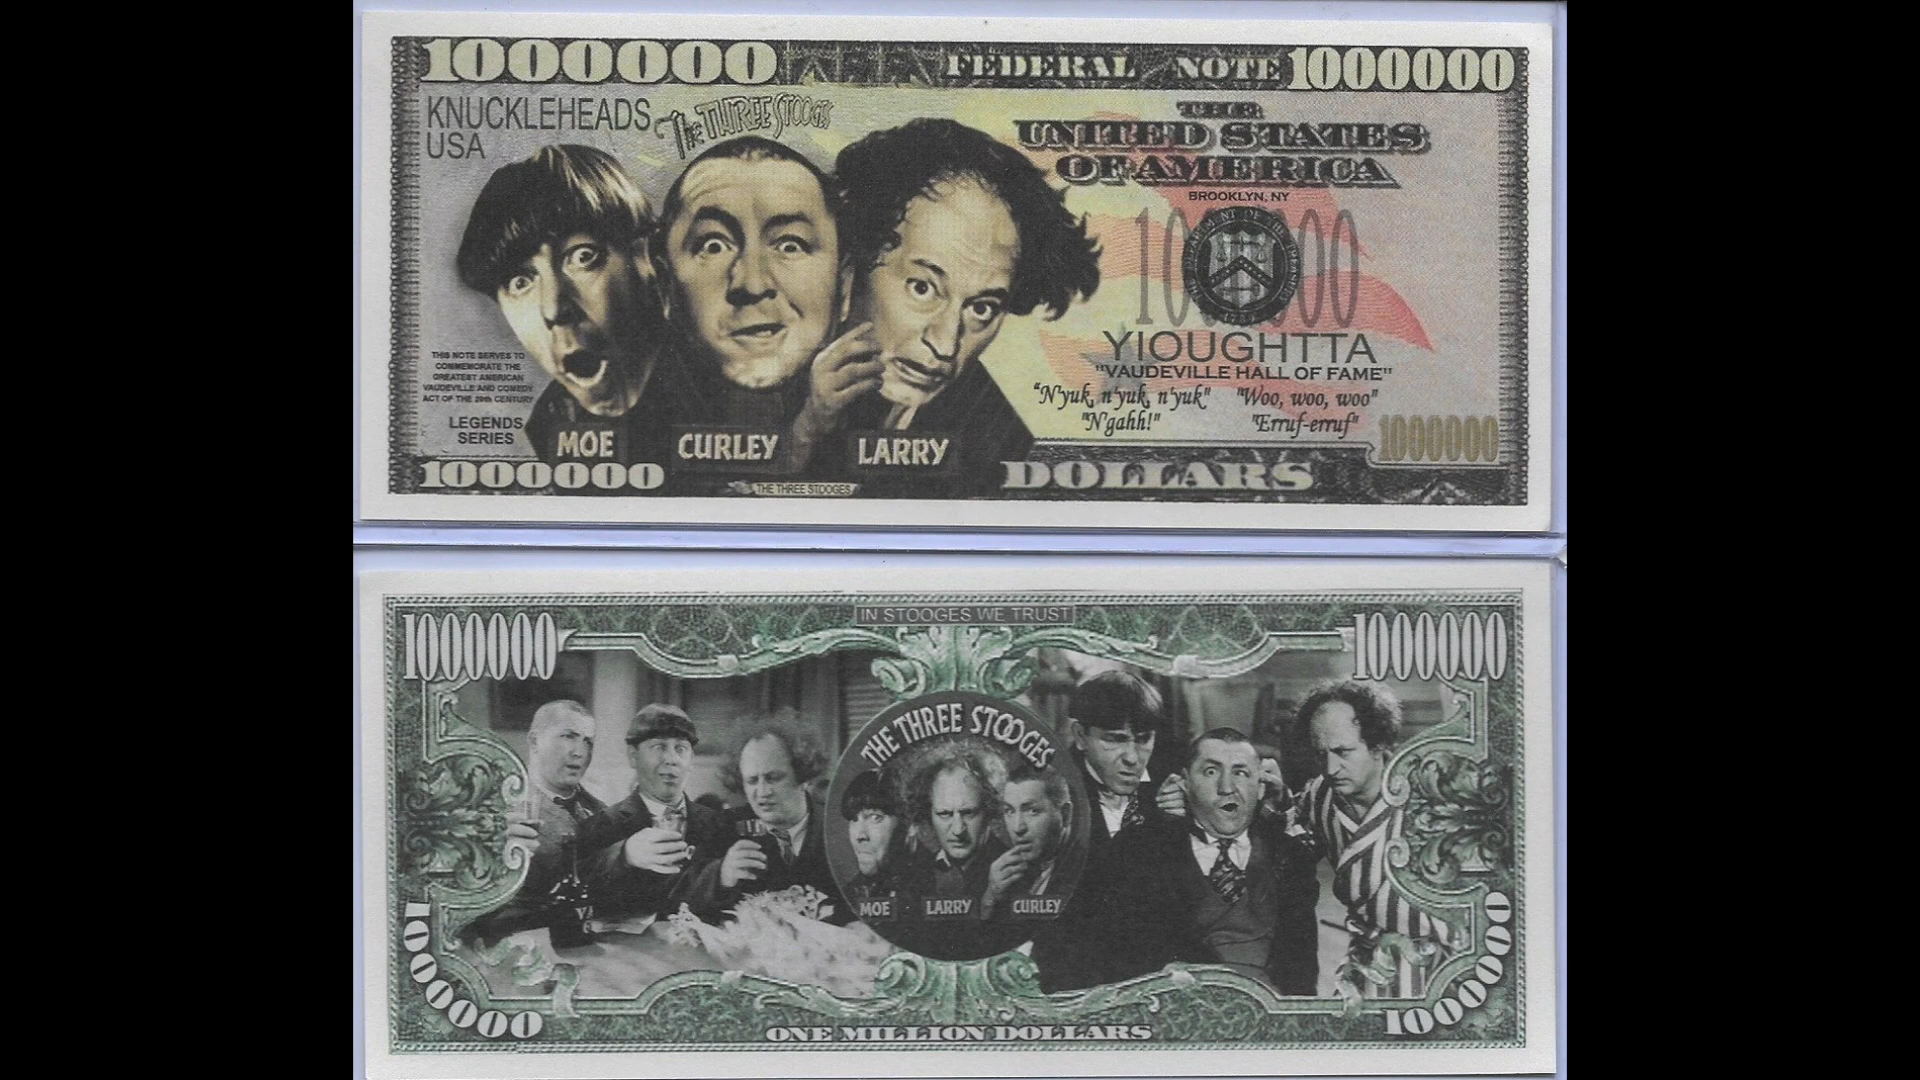 1000000
FEDERAL NOTE
1000000
KNUCKLEHEADS
USA
THE THREE STOOGES
THE
UNITED STATES
OF AMERICA
BROOKLYN, NY
1000000
YIOUGHTTA
"VAUDEVILLE HALL OF FAME"
"N'yuk, n'yuk, n'yuk" "Woo, woo, woo"
"N'gahh!" "Erruf-erruf"
THIS NOTE SERVES TO
COMMEMORATE THE
GREATEST AMERICAN
VAUDEVILLE AND COMEDY
ACT OF THE 20th CENTURY
LEGENDS
SERIES
MOE CURLEY LARRY
1000000
1000000
THE THREE STOOGES
DOLLARS
IN STOOGES WE TRUST
1000000
1000000
THE THREE STOOGES
MOE LARRY CURLEY
1000000
1000000
ONE MILLION DOLLARS